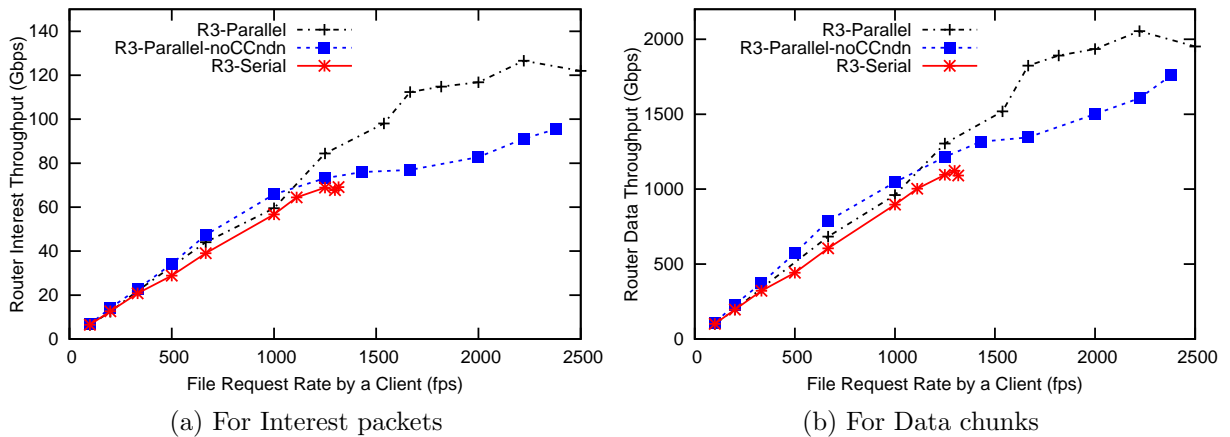 R3-Parallel
R3-Parallel-noCCndn
R3-Serial
Router Interest Throughput (Gbps)
140
120
100
80
60
40
20
0
0 500 1000 1500 2000 2500
File Request Rate by a Client (fps)
(a) For Interest packets
R3-Parallel
R3-Parallel-noCCndn
R3-Serial
Router Data Throughput (Gbps)
2000
1500
1000
500
0
0 500 1000 1500 2000 2500
File Request Rate by a Client (fps)
(b) For Data chunks